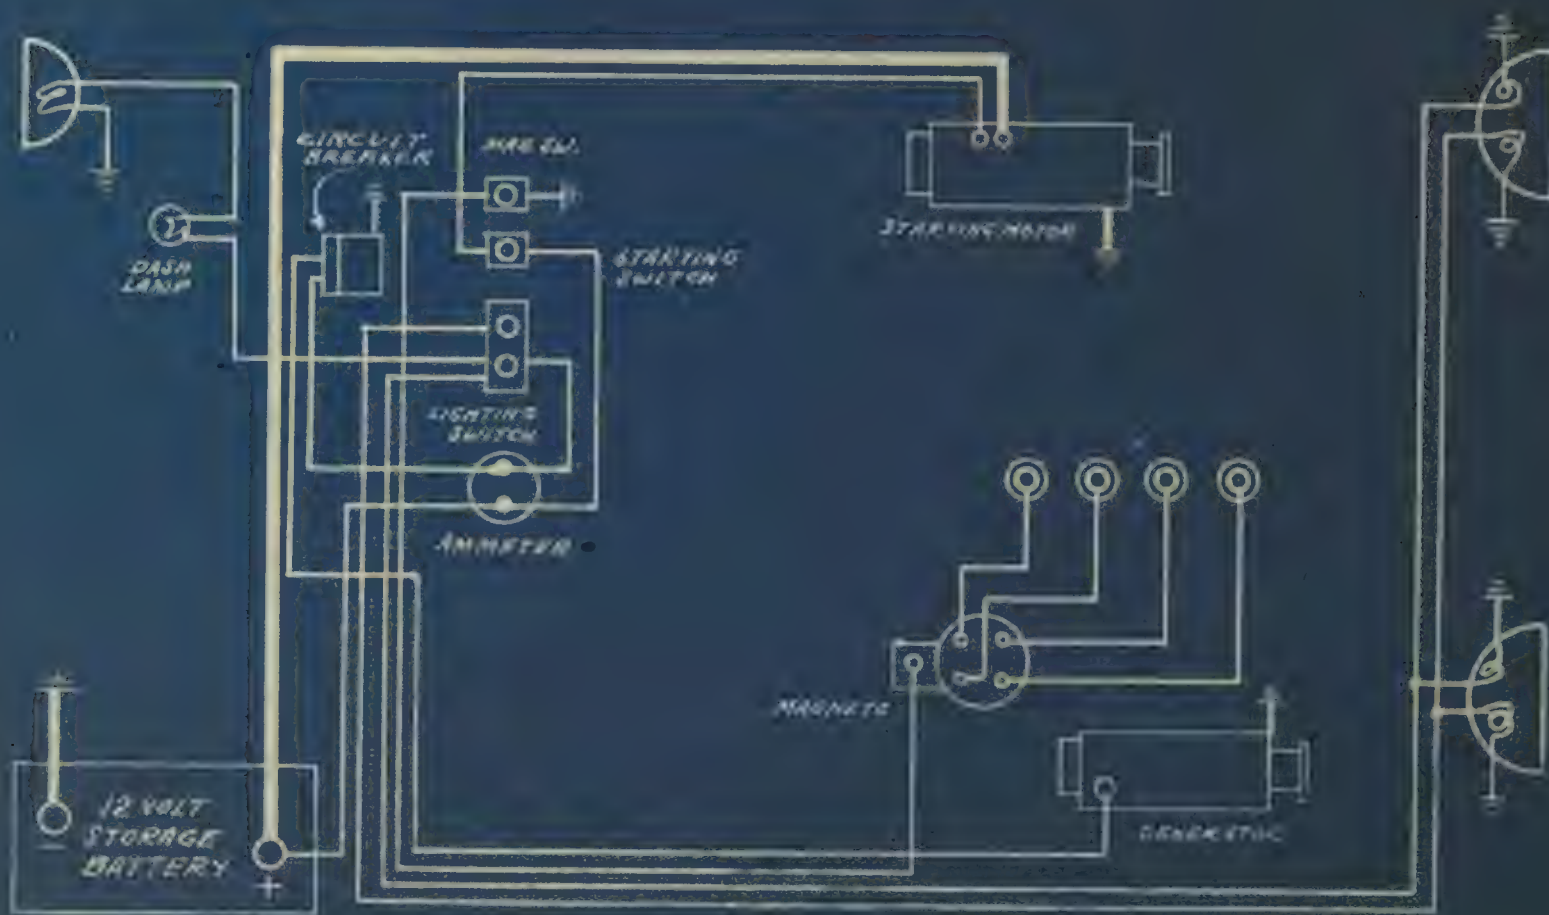 CIRCUIT
BREAKER
MAG SW.
STARTING MOTOR
DASH
LAMP
STARTING
SWITCH
LIGHTING
SWITCH
AMMETER
MAGNETO
12 VOLT
STORAGE
BATTERY
GENERATOR
−
+